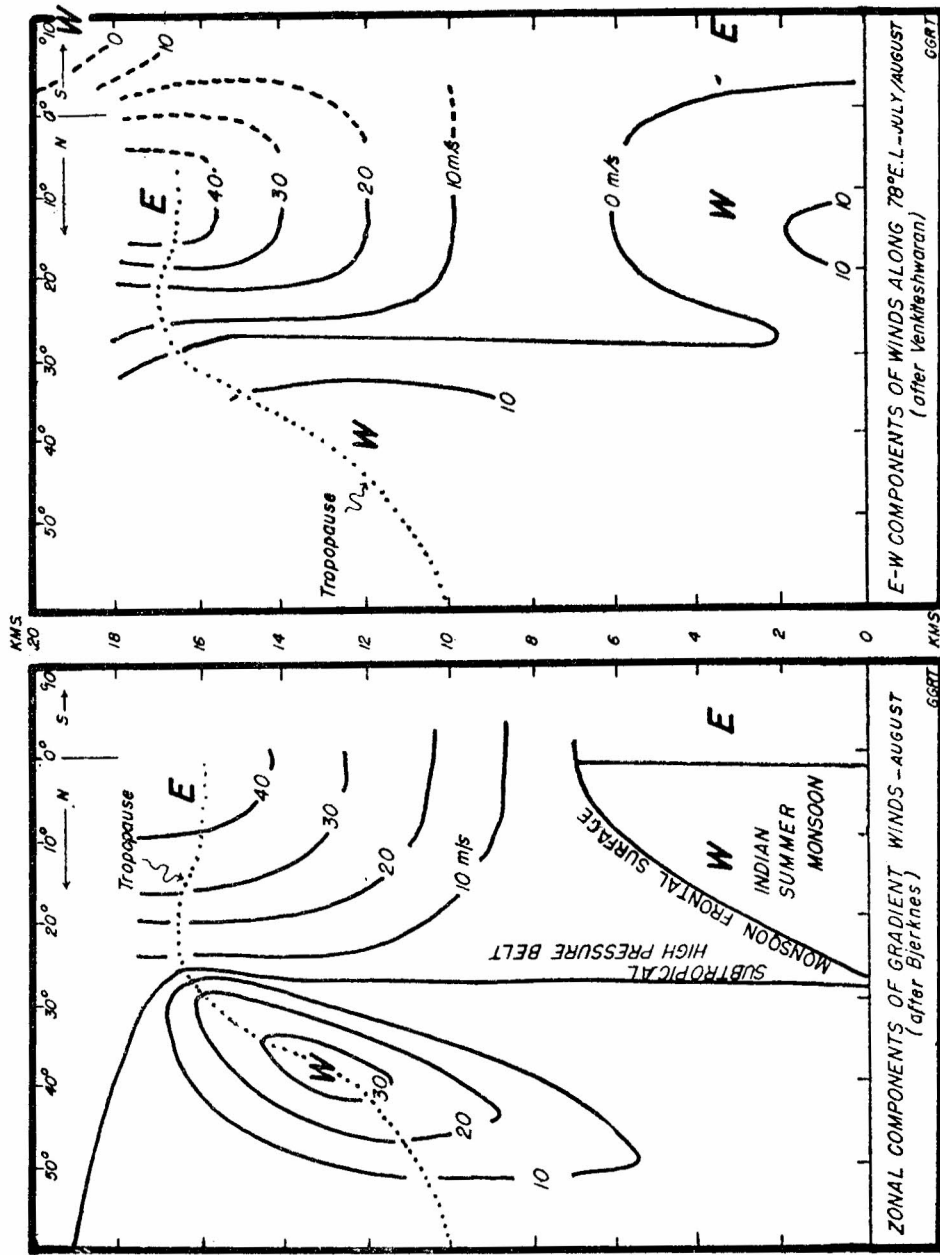 KMS.
20
18
16
14
12
10
8
6
4
2
0
KMS
50°
40°
30°
20°
10°
0°
90°
← N
S →
Tropopause
E
40
30
20
10 m/s
W
30
20
10
SUBTROPICAL
HIGH PRESSURE BELT
MONSOON FRONTAL SURFACE
W
INDIAN
SUMMER
MONSOON
E
ZONAL COMPONENTS OF GRADIENT WINDS-AUGUST
(after Bjerknes)
GGRT
50°
40°
30°
20°
10°
0°
°10
← N
S →
W
0
10
E
40
30
20
10 m/s
0 m/s
W
Tropopause
10
W
10
10
E
E-W COMPONENTS OF WINDS ALONG 78°E.L-JULY/AUGUST
(after Venkiteshwaran)
GGRT